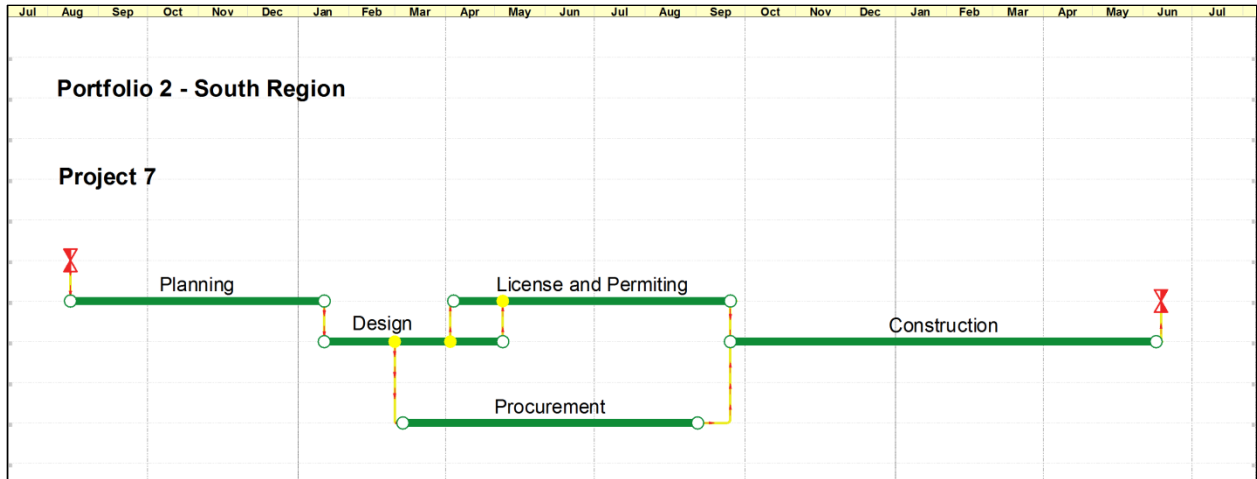 Jul Aug Sep Oct Nov Dec Jan Feb Mar Apr May Jun Jul Aug Sep Oct Nov Dec Jan Feb Mar Apr May Jun Jul
Portfolio 2 - South Region
Project 7
Planning
License and Permiting
Design
Construction
Procurement